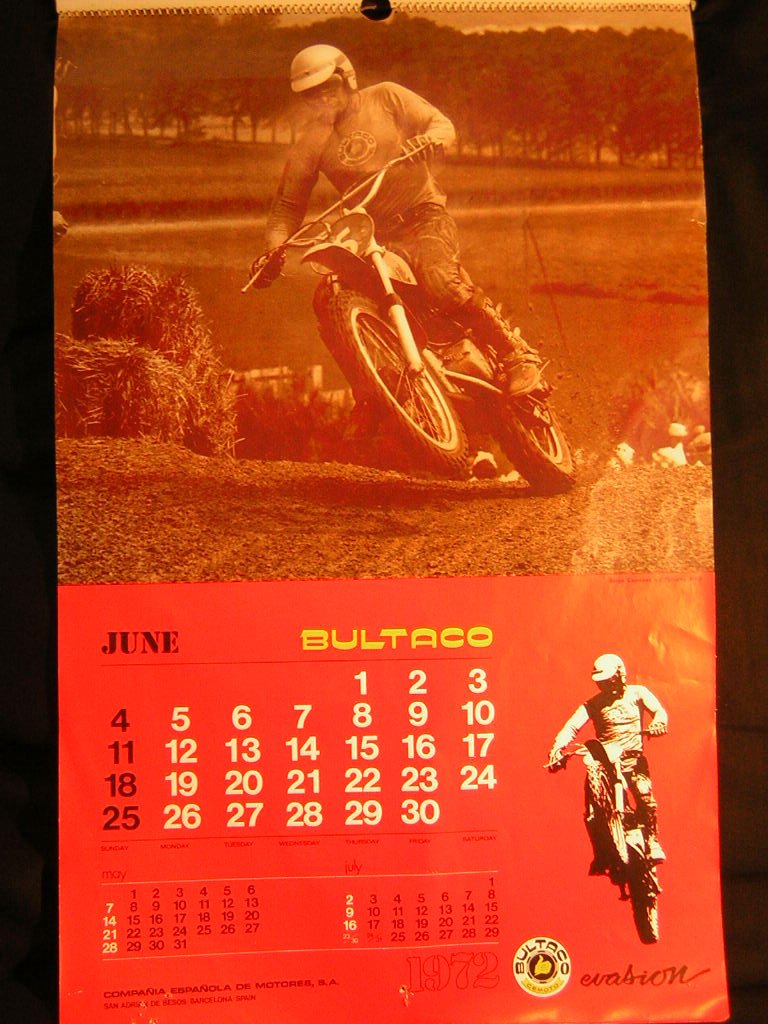 JUNE BULTACO
1 2 3
4 5 6 7 8 9 10
11 12 13 14 15 16 17
18 19 20 21 22 23 24
25 26 27 28 29 30
SUNDAY MONDAY TUESDAY WEDNESDAY THURSDAY FRIDAY SATURDAY
may
1 2 3 4 5 6
7 8 9 10 11 12 13
14 15 16 17 18 19 20
21 22 23 24 25 26 27
28 29 30 31
july
1
2 3 4 5 6 7 8
9 10 11 12 13 14 15
16 17 18 19 20 21 22
23/30 24/31 25 26 27 28 29
1972
BULTACO
CEMOTO
evasion
COMPAÑIA ESPAÑOLA DE MOTORES, S.A.
SAN ADRIAN DE BESOS BARCELONA SPAIN